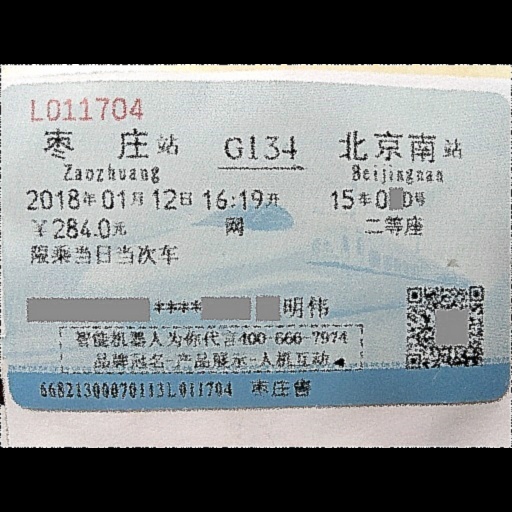 L011704
枣 庄站 G134 北京南站
Zaozhuang Beijingnan
2018年01月12日16:19开 15车0 0号
￥284.0元 网 二等座
限乘当日当次车
**** 明伟
智能机器人为你代言400-666-7974
品牌冠名-产品展示-人机互动
66821300070113L011704 枣庄售